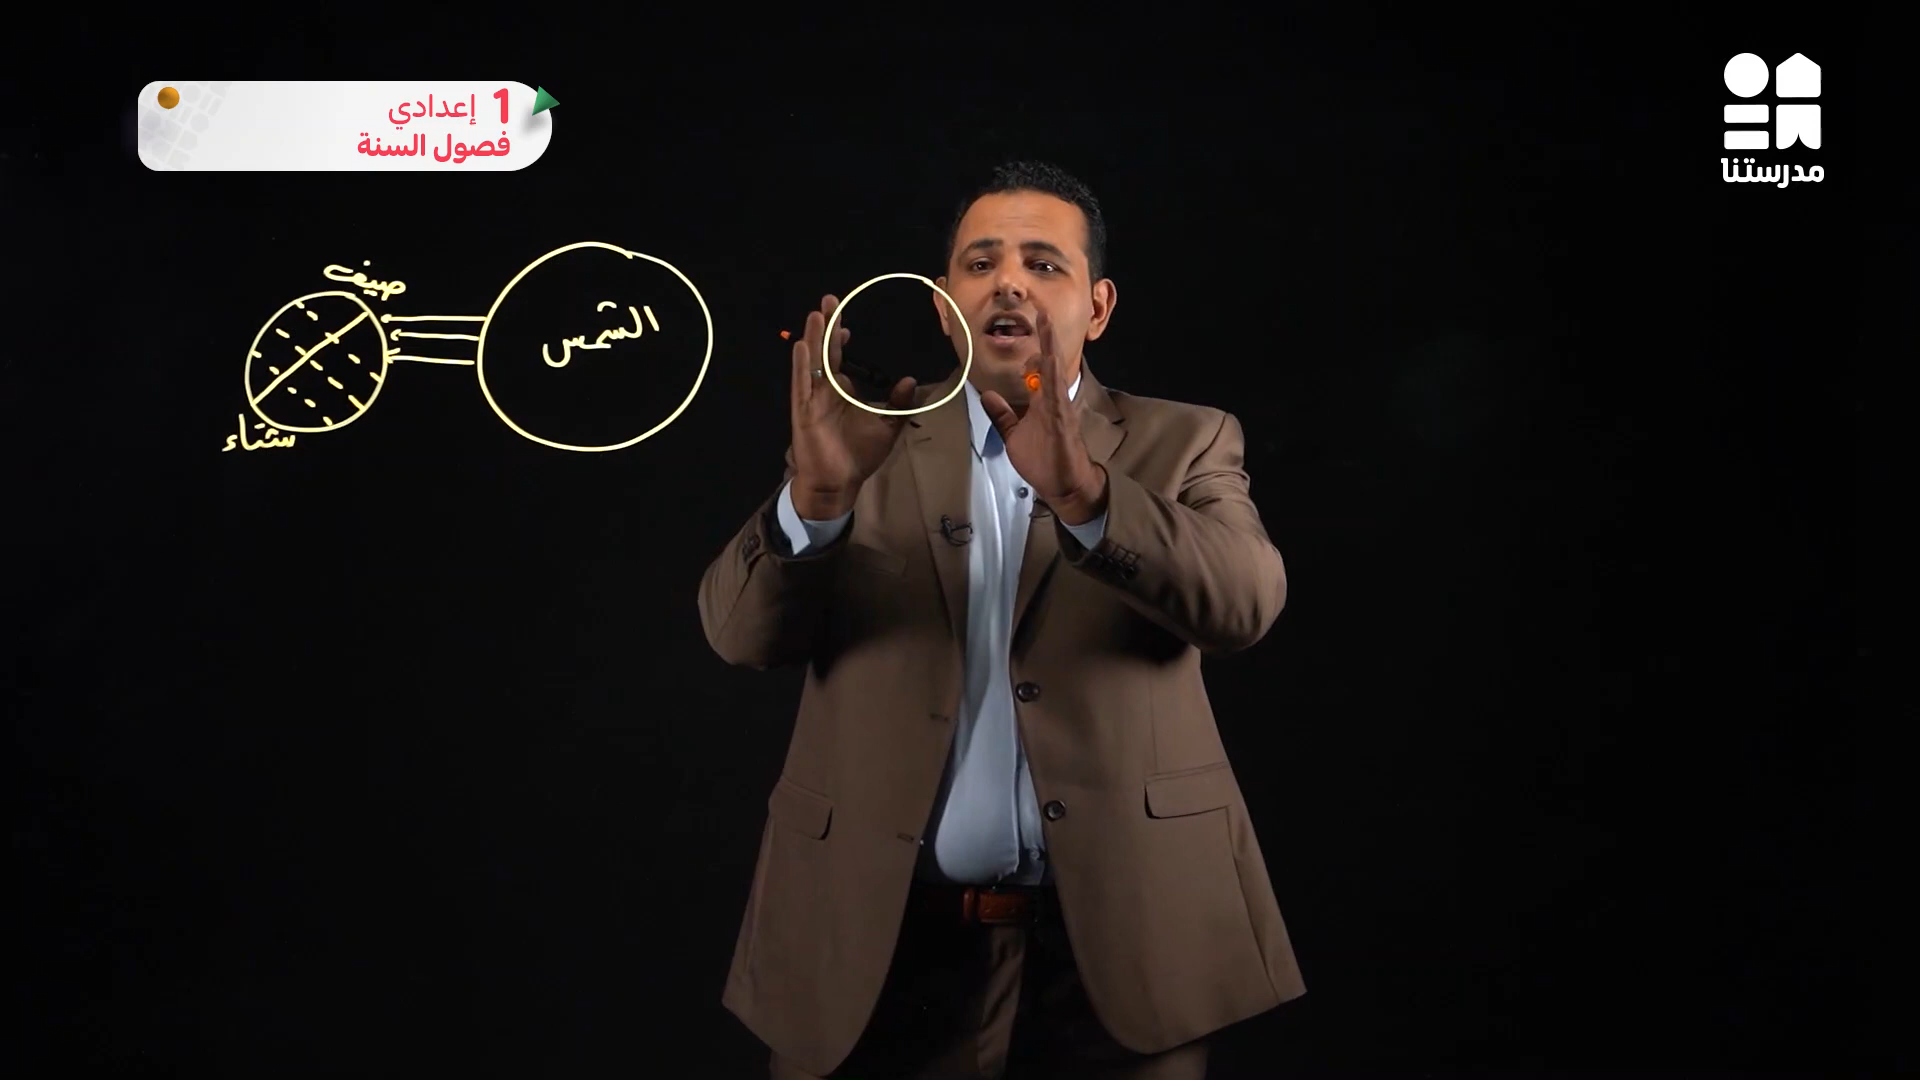 1 إعدادي
فصول السنة
مدرستنا
صيف
الشمس
شتاء